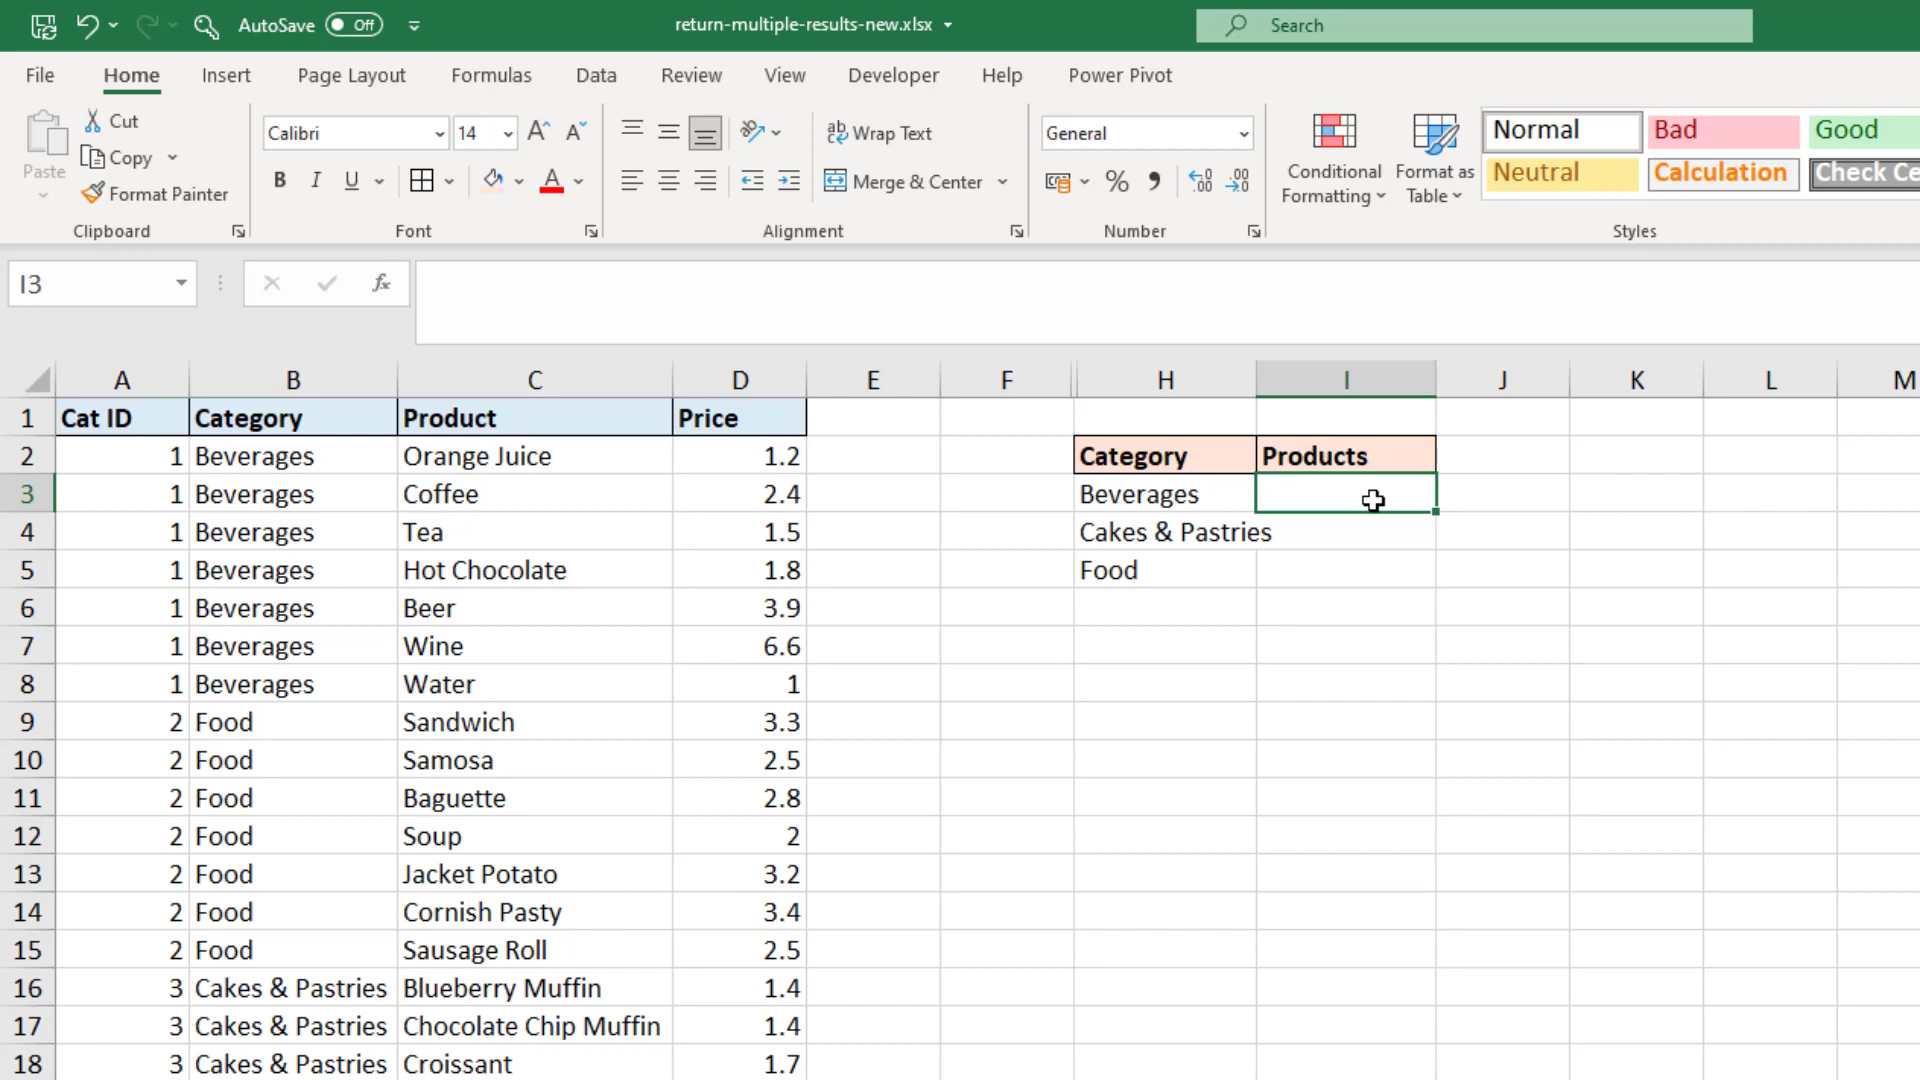 AutoSave Off return-multiple-results-new.xlsx Search
File Home Insert Page Layout Formulas Data Review View Developer Help Power Pivot
Paste Cut Copy Format Painter
Clipboard
Calibri 14
B I U A
Font
Wrap Text
Merge & Center
Alignment
General
% 9
Number
Conditional Formatting
Format as Table
Normal Bad Good
Neutral Calculation Check Ce
Styles
I3 fx
A B C D E F H I J K L M
1 Cat ID Category Product Price
2 1 Beverages Orange Juice 1.2 Category Products
3 1 Beverages Coffee 2.4 Beverages
4 1 Beverages Tea 1.5 Cakes & Pastries
5 1 Beverages Hot Chocolate 1.8 Food
6 1 Beverages Beer 3.9
7 1 Beverages Wine 6.6
8 1 Beverages Water 1
9 2 Food Sandwich 3.3
10 2 Food Samosa 2.5
11 2 Food Baguette 2.8
12 2 Food Soup 2
13 2 Food Jacket Potato 3.2
14 2 Food Cornish Pasty 3.4
15 2 Food Sausage Roll 2.5
16 3 Cakes & Pastries Blueberry Muffin 1.4
17 3 Cakes & Pastries Chocolate Chip Muffin 1.4
18 3 Cakes & Pastries Croissant 1.7